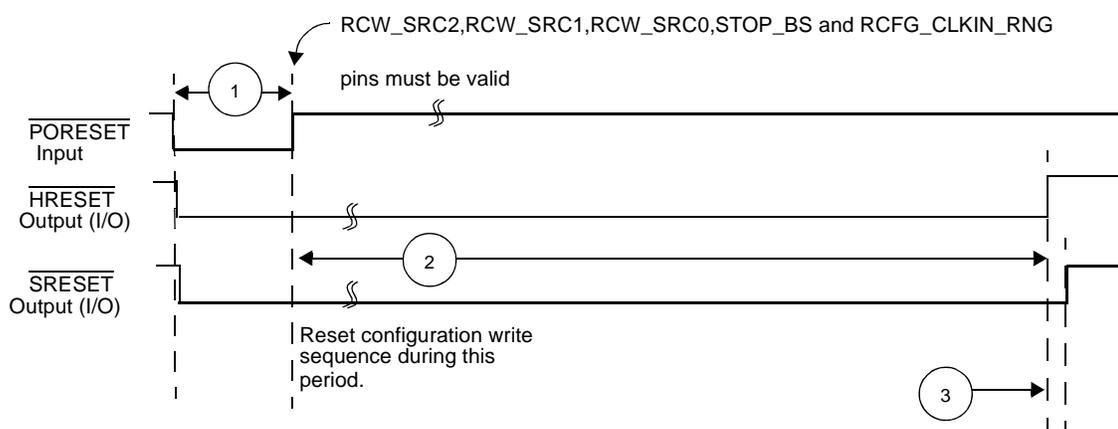 RCW_SRC2,RCW_SRC1,RCW_SRC0,STOP_BS and RCFG_CLKIN_RNG
pins must be valid
1
PORESET
Input
HRESET
Output (I/O)
2
SRESET
Output (I/O)
Reset configuration write
sequence during this
period.
3